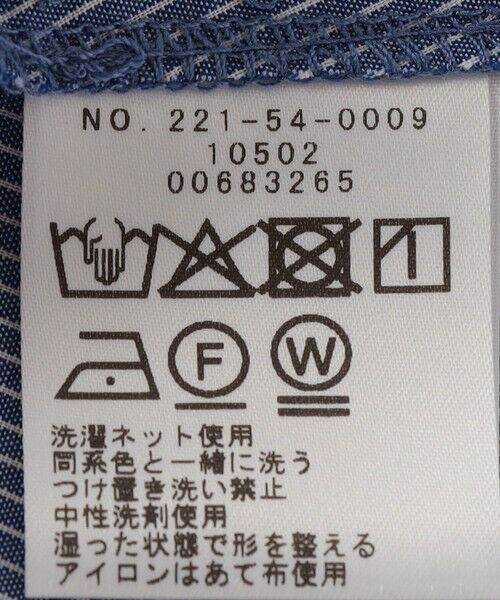 NO. 221-54-0009
10502
00683265
F W
洗濯ネット使用
同系色と一緒に洗う
つけ置き洗い禁止
中性洗剤使用
湿った状態で形を整える
アイロンはあて布使用